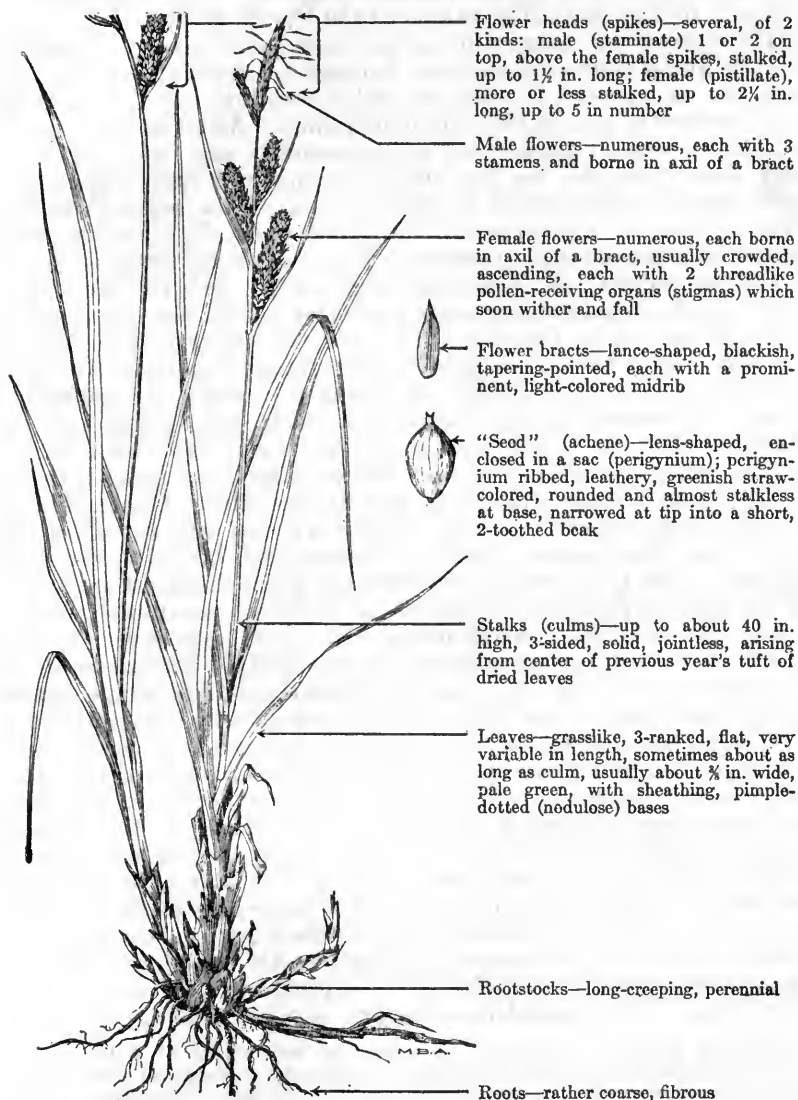 Flower heads (spikes)—several, of 2
kinds: male (staminate) 1 or 2 on
top, above the female spikes, stalked,
up to 1½ in. long; female (pistillate),
more or less stalked, up to 2¼ in.
long, up to 5 in number
Male flowers—numerous, each with 3
stamens and borne in axil of a bract
Female flowers—numerous, each borne
in axil of a bract, usually crowded,
ascending, each with 2 threadlike
pollen-receiving organs (stigmas) which
soon wither and fall
Flower bracts—lance-shaped, blackish,
tapering-pointed, each with a promi-
nent, light-colored midrib
"Seed" (achene)—lens-shaped, en-
closed in a sac (perigynium); perigyn-
ium ribbed, leathery, greenish straw-
colored, rounded and almost stalkless
at base, narrowed at tip into a short,
2-toothed beak
Stalks (culms)—up to about 40 in.
high, 3-sided, solid, jointless, arising
from center of previous year's tuft of
dried leaves
Leaves—grasslike, 3-ranked, flat, very
variable in length, sometimes about as
long as culm, usually about in. wide,
pale green, with sheathing, pimple-
dotted (nodulose) bases
Rootstocks—long-creeping, perennial
M.B.A.
Roots—rather coarse, fibrous